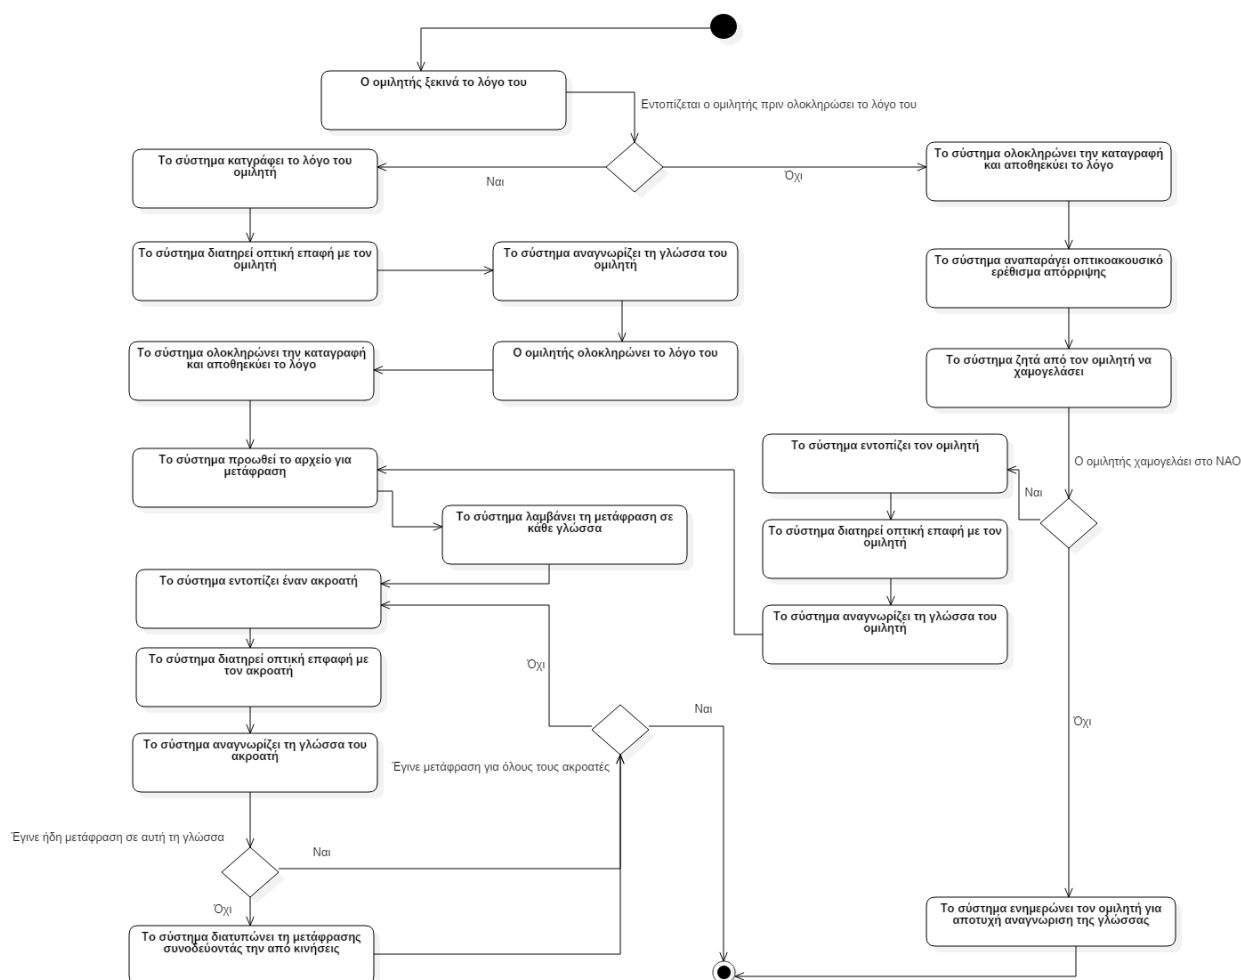 Ο ομιλητής ξεκινά το λόγο του
Εντοπίζεται ο ομιλητής πριν ολοκληρώσει το λόγο του
Το σύστημα κατγράφει το λόγο του
ομιλητή
Ναι
Όχι
Το σύστημα ολοκληρώνει την καταγραφή
και αποθηεκύει το λόγο
Το σύστημα διατηρεί οπτική επαφή με τον
ομιλητή
Το σύστημα αναγνωρίζει τη γλώσσα του
ομιλητή
Το σύστημα αναπαράγει οπτικοακουσικό
ερέθισμα απόρριψης
Το σύστημα ολοκληρώνει την καταγραφή
και αποθηεκύει το λόγο
Ο ομιλητής ολοκληρώνει το λόγο του
Το σύστημα ζητά από τον ομιλητή να
χαμογελάσει
Το σύστημα προωθεί το αρχείο για
μετάφραση
Το σύστημα εντοπίζει τον ομιλητή
Ο ομιλητής χαμογελάει στο ΝΑΟ
Ναι
Το σύστημα λαμβάνει τη μετάφραση σε
κάθε γλώσσα
Το σύστημα διατηρεί οπτική επαφή με τον
ομιλητή
Το σύστημα εντοπίζει έναν ακροατή
Το σύστημα αναγνωρίζει τη γλώσσα του
ομιλητή
Το σύστημα διατηρεί οπτική επφαφή με
τον ακροατή
Όχι
Ναι
Όχι
Το σύστημα αναγνωρίζει τη γλώσσα του
ακροατή
Έγινε μετάφραση για όλους τους ακροατές
Έγινε ήδη μετάφραση σε αυτή τη γλώσσα
Ναι
Όχι
Το σύστημα διατυπώνει τη μετάφρασης
συνοδεύοντάς την από κινήσεις
Το σύστημα ενημερώνει τον ομιλητή για
αποτυχή αναγνώριση της γλώσσας